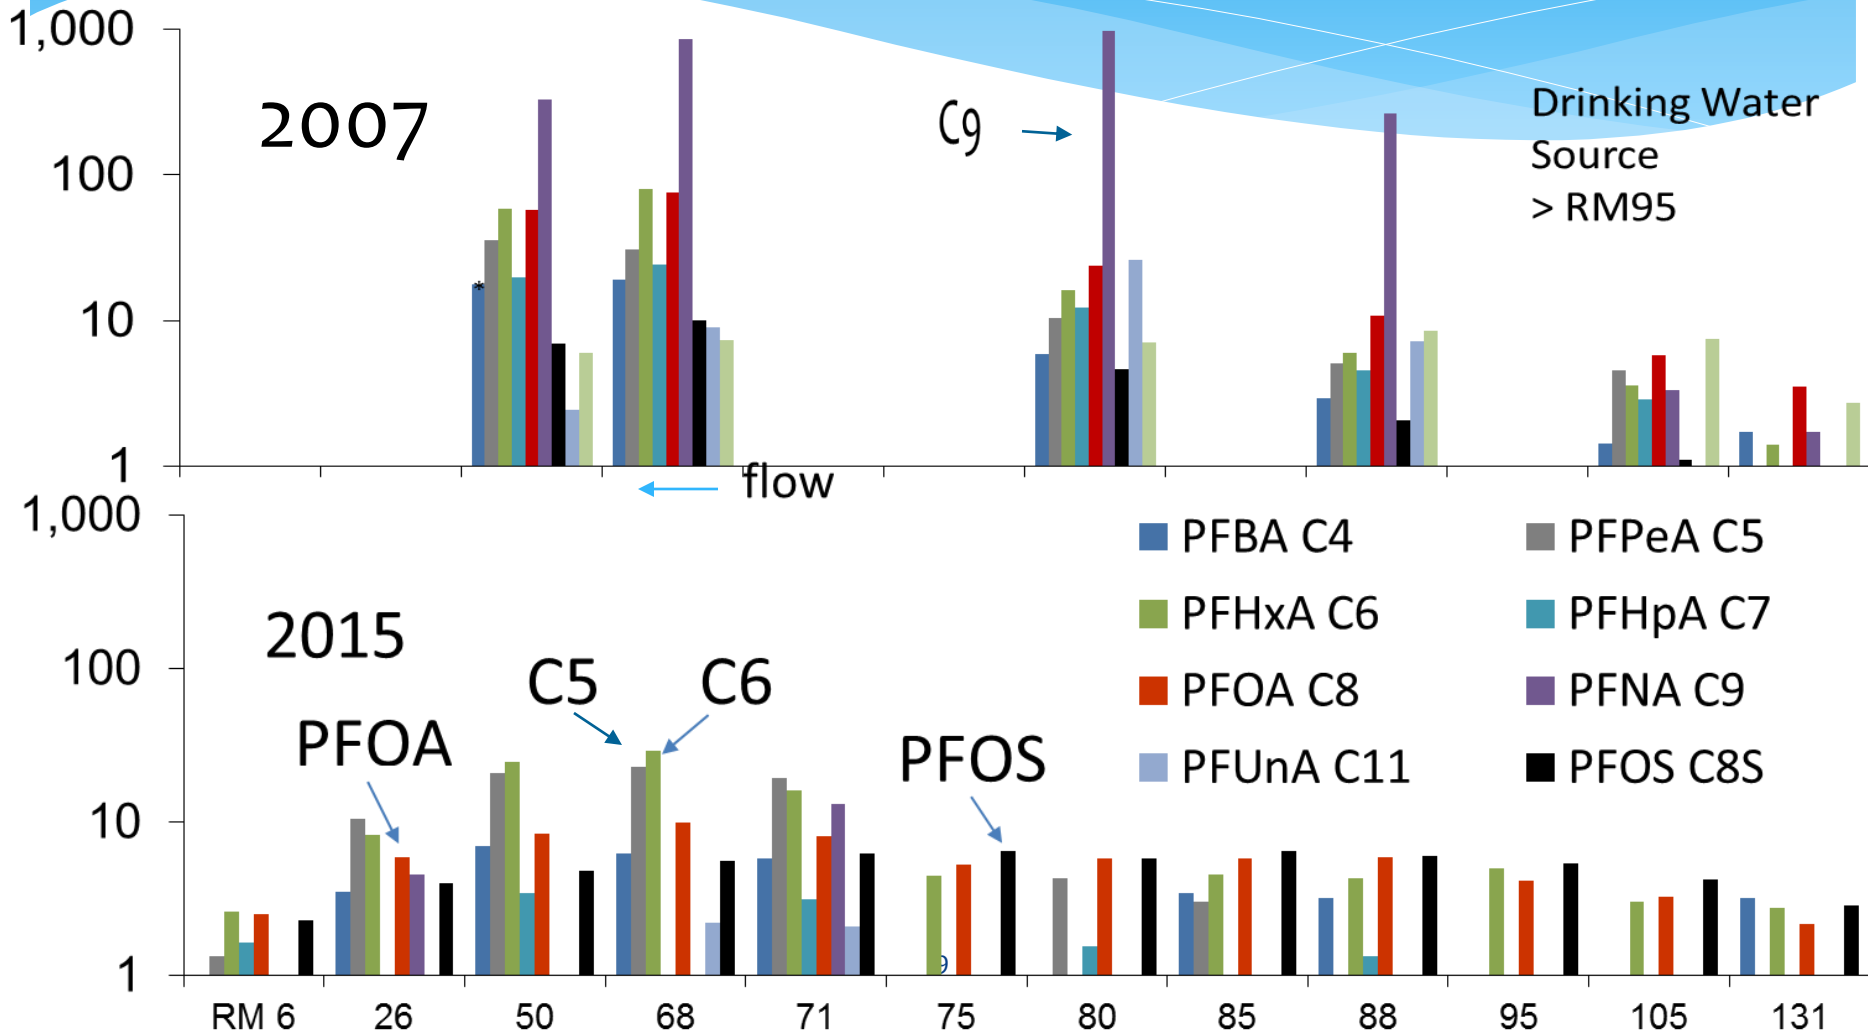 1,000
100
10
1
2007
C9
Drinking Water
Source
> RM95
*
flow
1,000
100
10
1
2015
PFOA
C5
C6
PFOS
PFBA C4
PFPeA C5
PFHxA C6
PFHpA C7
PFOA C8
PFNA C9
PFUnA C11
PFOS C8S
9
RM 6 26 50 68 71 75 80 85 88 95 105 131